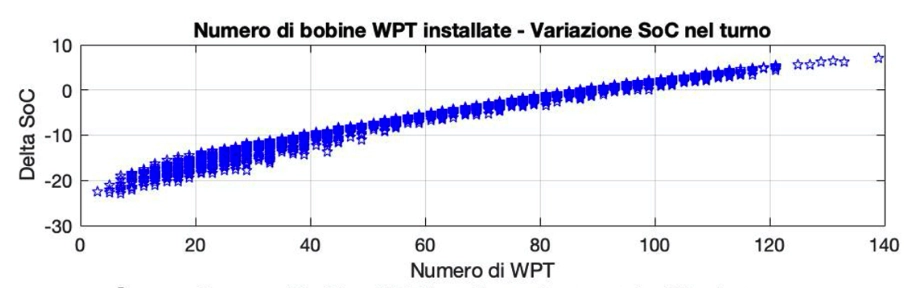 Numero di bobine WPT installate - Variazione SoC nel turno
10
0
-10
-20
-30
Delta SoC
0 20 40 60 80 100 120 140
Numero di WPT